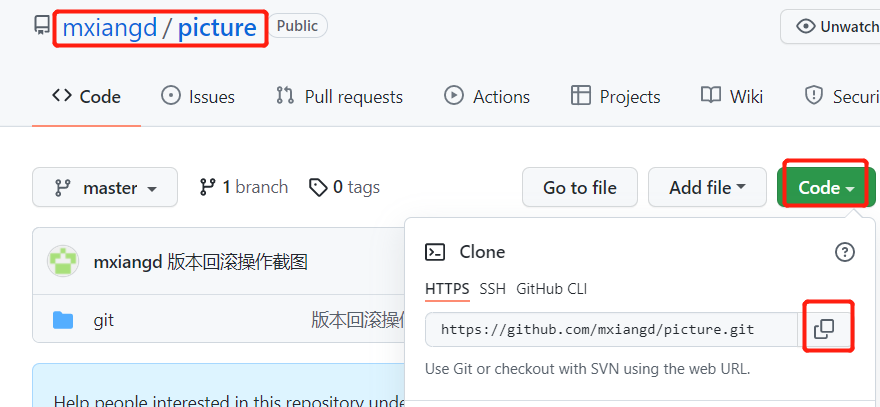 mxiangd / picture Public Unwatch
Code Issues Pull requests Actions Projects Wiki Securi
master 1 branch 0 tags Go to file Add file Code
mxiangd 版本回滚操作截图 Clone
HTTPS SSH GitHub CLI
git 版本回滚操作 https://github.com/mxiangd/picture.git
Use Git or checkout with SVN using the web URL.
Help people interested in this repository unde